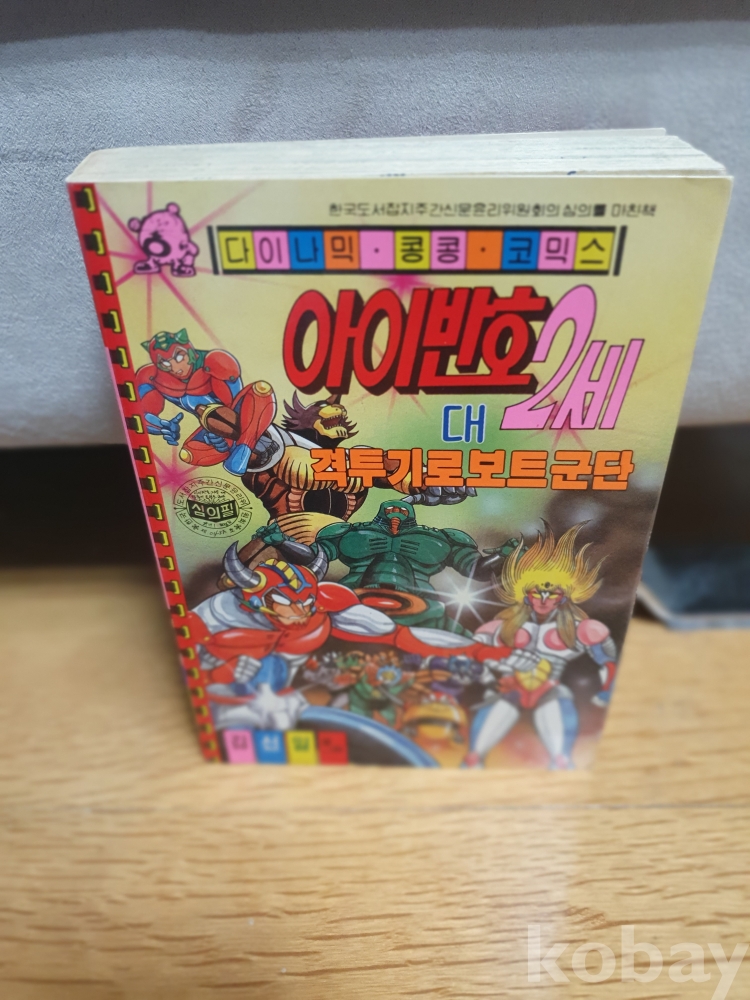 한국도서잡지주간신문윤리위원회의 심의를 마친책
다이나믹·콩콩·코믹스
아이반호2세
대
격투기로보트군단
심의필
kobay